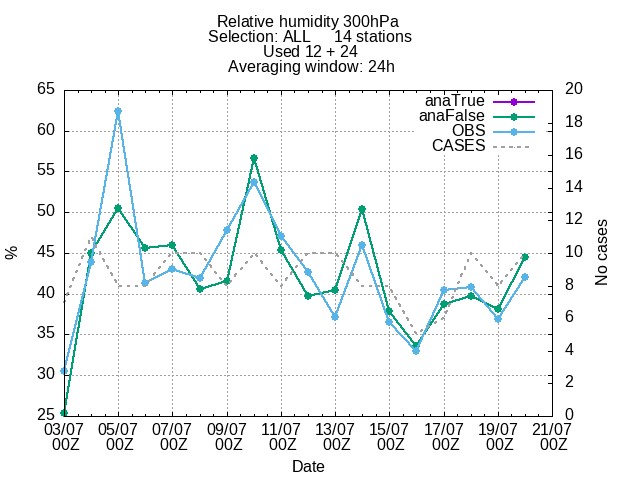 Relative humidity 300hPa
Selection: ALL 14 stations
Used 12 + 24
Averaging window: 24h
anaTrue
anaFalse
OBS
CASES
65
60
55
50
45
40
35
30
25
20
18
16
14
12
10
8
6
4
2
0
%
No cases
03/07 05/07 07/07 09/07 11/07 13/07 15/07 17/07 19/07 21/07
00Z 00Z 00Z 00Z 00Z 00Z 00Z 00Z 00Z 00Z
Date